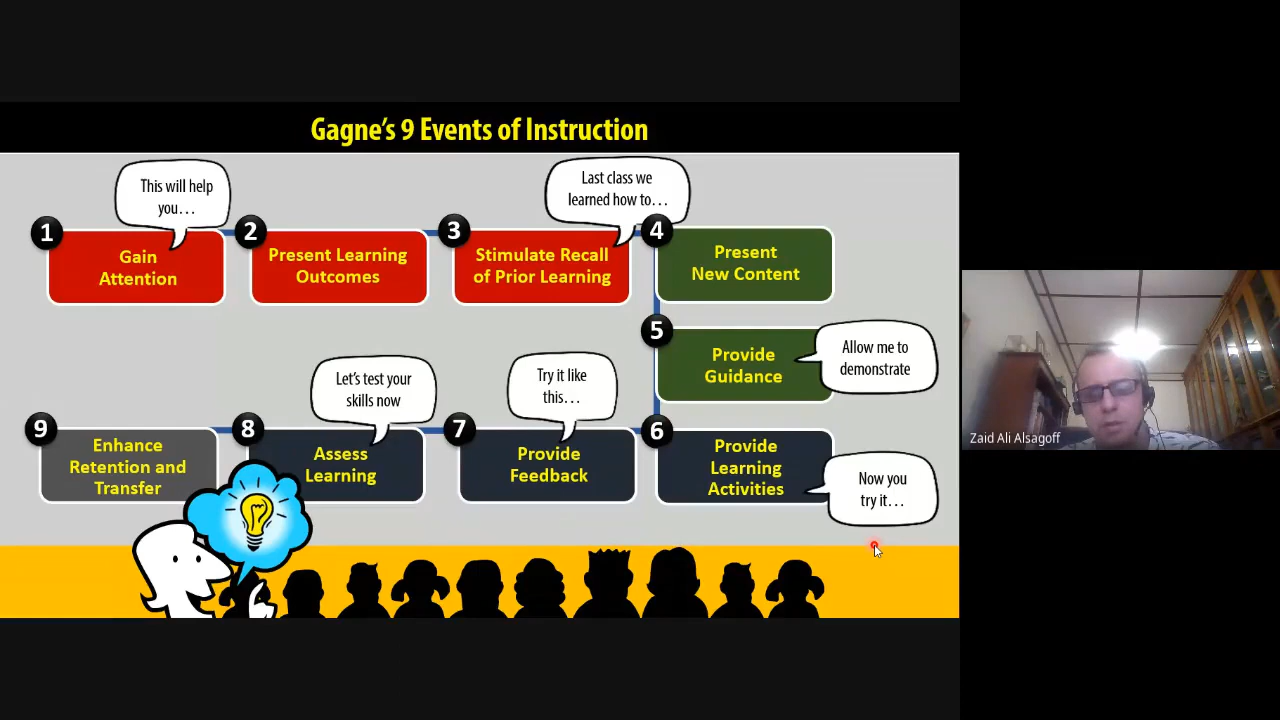 Gagne's 9 Events of Instruction
This will help
you...
Last class we
learned how to...
1
Gain
Attention
2
Present Learning
Outcomes
3
Stimulate Recall
of Prior Learning
4
Present
New Content
5
Provide
Guidance
Allow me to
demonstrate
Let's test your
skills now
Try it like
this...
9
Enhance
Retention and
Transfer
8
Assess
Learning
7
Provide
Feedback
6
Provide
Learning
Activities
Now you
try it...
Zaid Ali Alsagoff